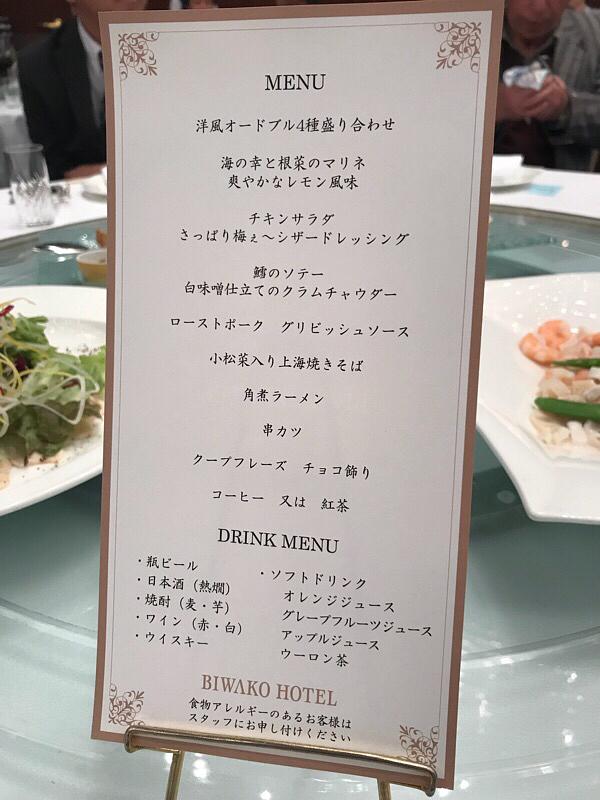 MENU
洋風オードブル4種盛り合わせ
海の幸と根菜のマリネ
爽やかなレモン風味
チキンサラダ
さっぱり梅ぇ～シザードレッシング
鱈のソテー
白味噌仕立てのクラムチャウダー
ローストポーク グリビッシュソース
小松菜入り上海焼きそば
角煮ラーメン
串カツ
クープフレーズ チョコ飾り
コーヒー 又は 紅茶
DRINK MENU
・瓶ビール
・日本酒（熱燗）
・焼酎（麦・芋）
・ワイン（赤・白）
・ウイスキー
・ソフトドリンク
オレンジジュース
グレープフルーツジュース
アップルジュース
ウーロン茶
BIWAKO HOTEL
食物アレルギーのあるお客様は
スタッフにお申し付けください